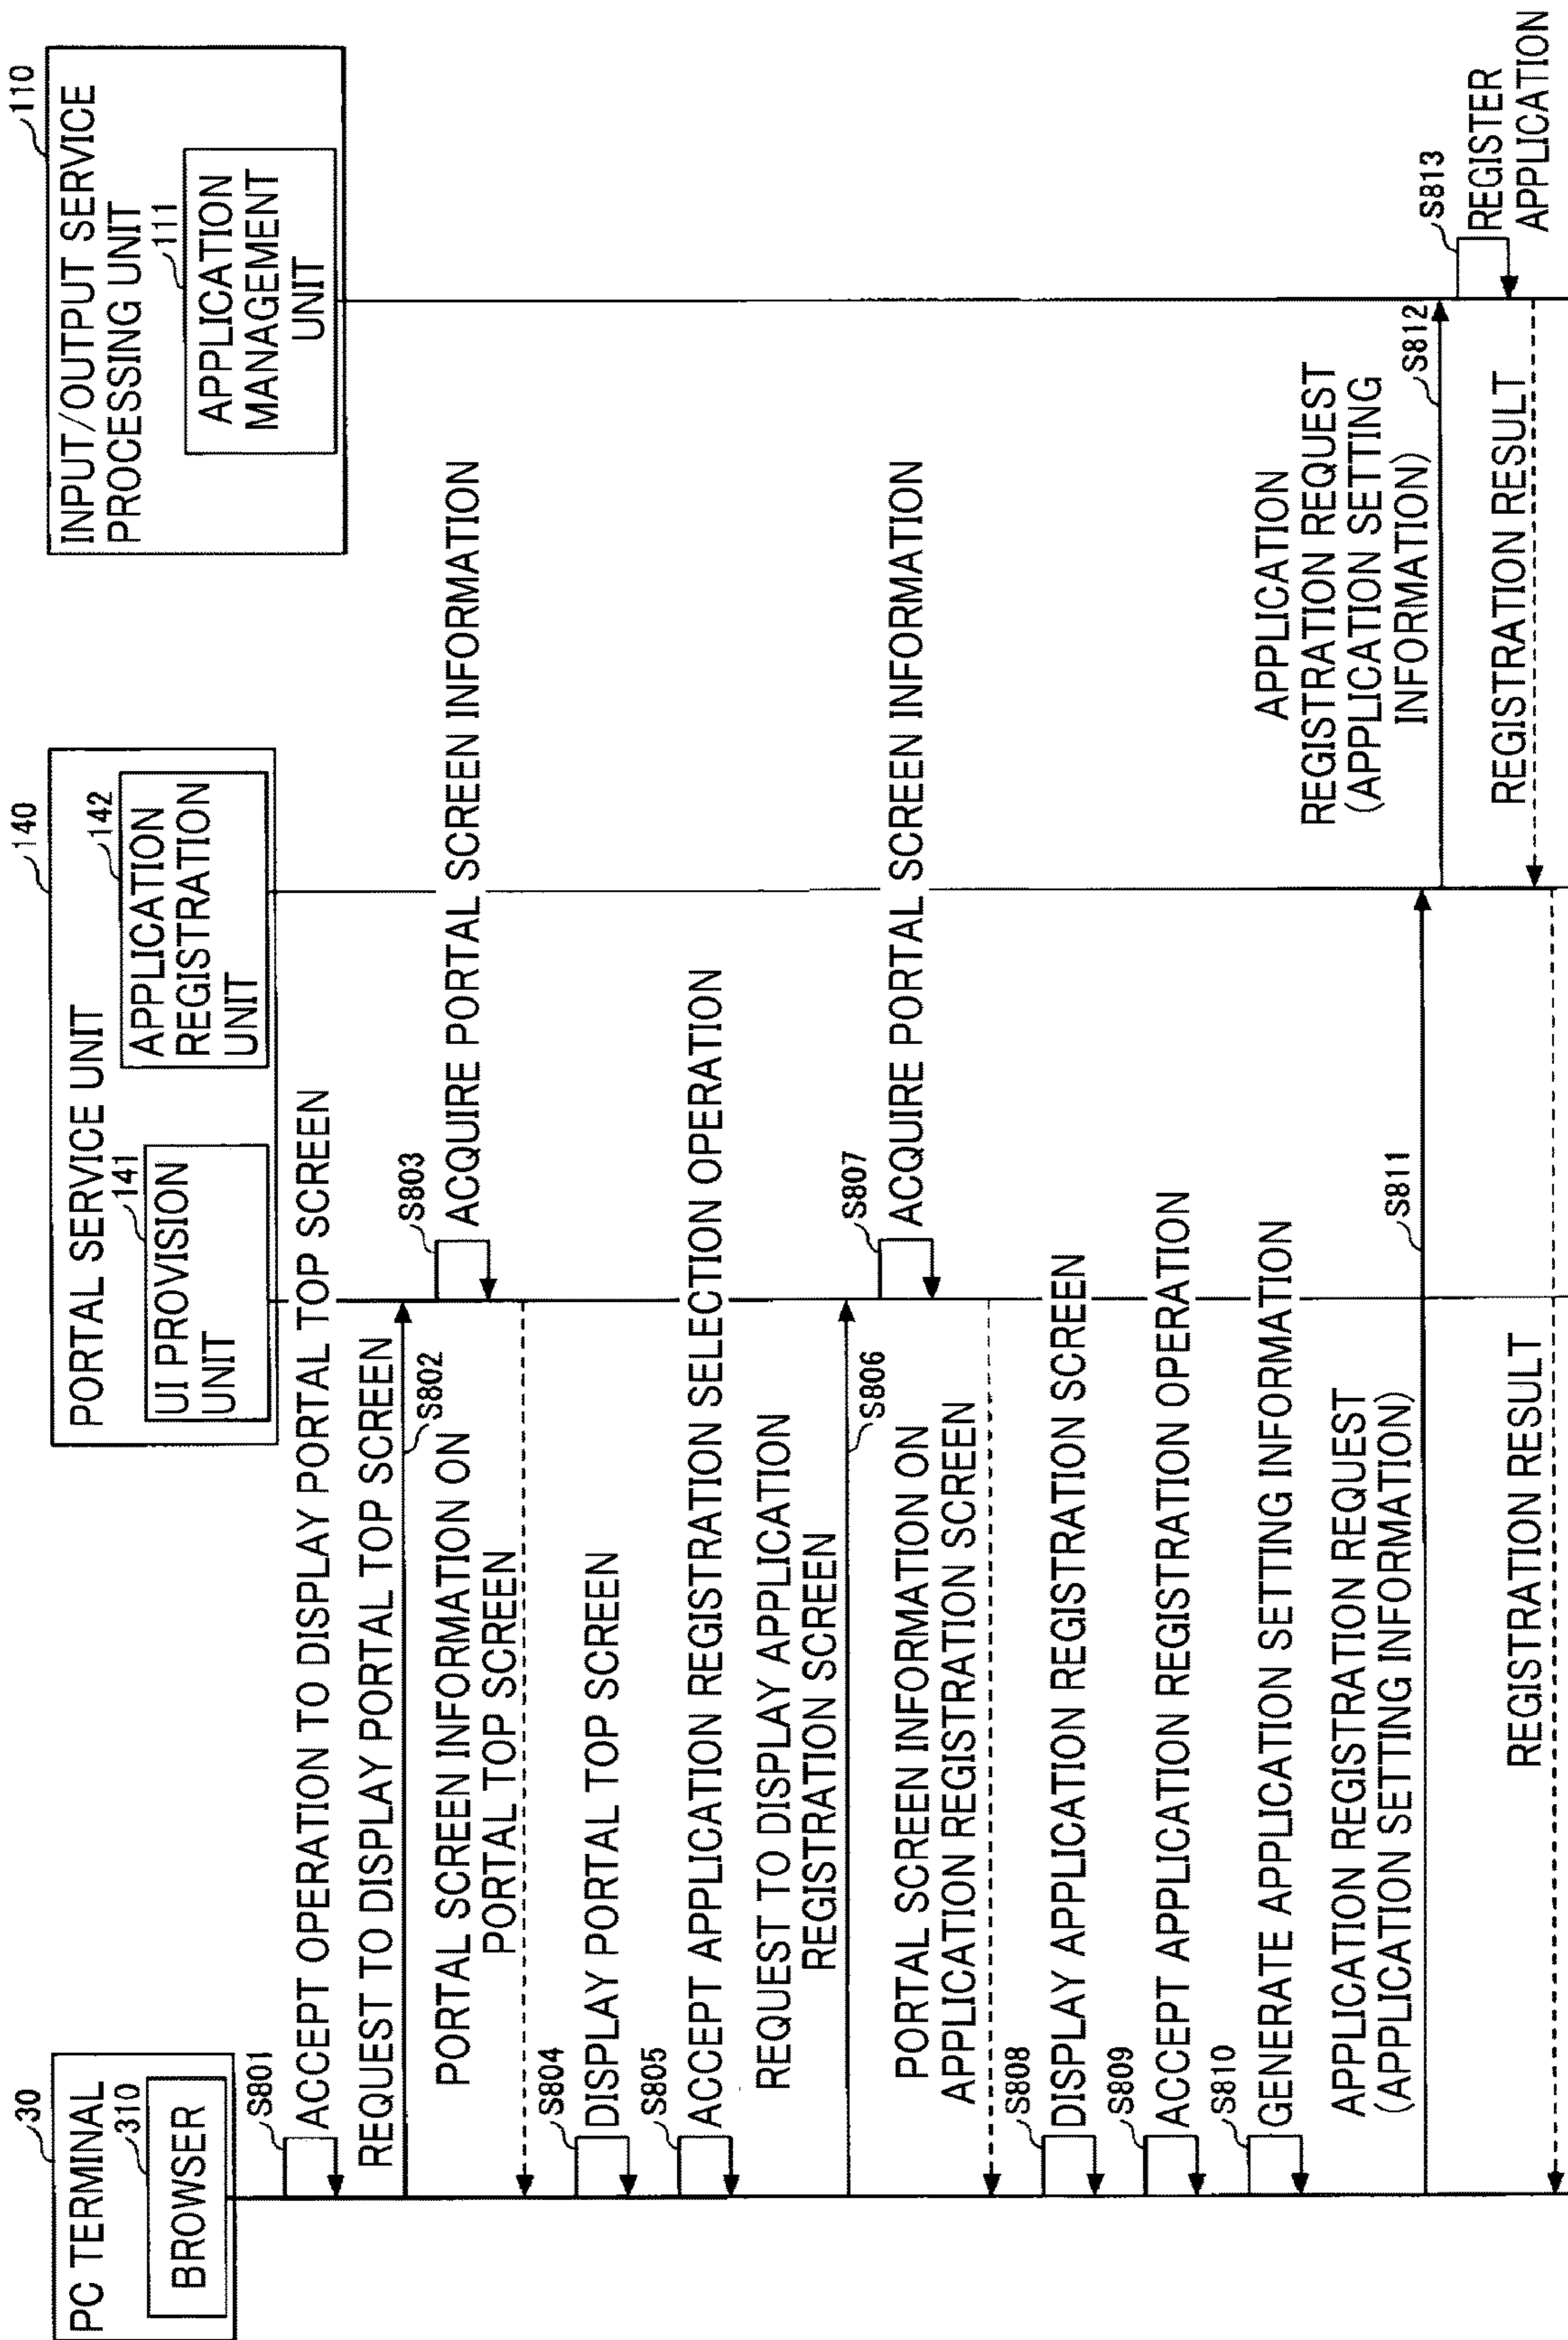 30
PC TERMINAL
310
BROWSER
140
PORTAL SERVICE UNIT
141
UI PROVISION
UNIT
142
APPLICATION
REGISTRATION
UNIT
110
INPUT/OUTPUT SERVICE
PROCESSING UNIT
111
APPLICATION
MANAGEMENT
UNIT
S801
ACCEPT OPERATION TO DISPLAY PORTAL TOP SCREEN
REQUEST TO DISPLAY PORTAL TOP SCREEN
S802
S803
ACQUIRE PORTAL SCREEN INFORMATION
PORTAL SCREEN INFORMATION ON
PORTAL TOP SCREEN
S804
DISPLAY PORTAL TOP SCREEN
S805
ACCEPT APPLICATION REGISTRATION SELECTION OPERATION
REQUEST TO DISPLAY APPLICATION
REGISTRATION SCREEN
S806
S807
ACQUIRE PORTAL SCREEN INFORMATION
PORTAL SCREEN INFORMATION ON
APPLICATION REGISTRATION SCREEN
S808
DISPLAY APPLICATION REGISTRATION SCREEN
S809
ACCEPT APPLICATION REGISTRATION OPERATION
S810
GENERATE APPLICATION SETTING INFORMATION
APPLICATION REGISTRATION REQUEST
(APPLICATION SETTING INFORMATION)
S811
APPLICATION
REGISTRATION REQUEST
(APPLICATION SETTING
INFORMATION)
S812
S813
REGISTER
APPLICATION
REGISTRATION RESULT
REGISTRATION RESULT